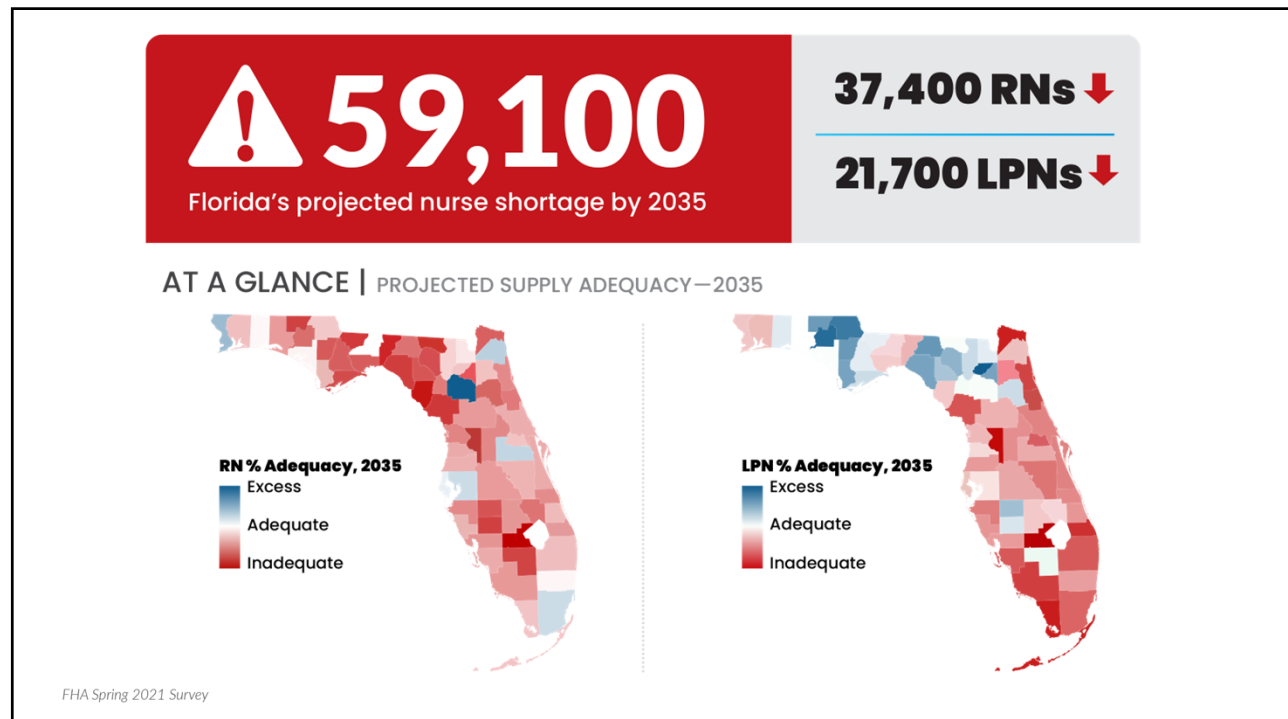 59,100
Florida's projected nurse shortage by 2035
37,400 RNs
21,700 LPNs
AT A GLANCE | PROJECTED SUPPLY ADEQUACY—2035
RN % Adequacy, 2035
Excess
Adequate
Inadequate
LPN % Adequacy, 2035
Excess
Adequate
Inadequate
FHA Spring 2021 Survey